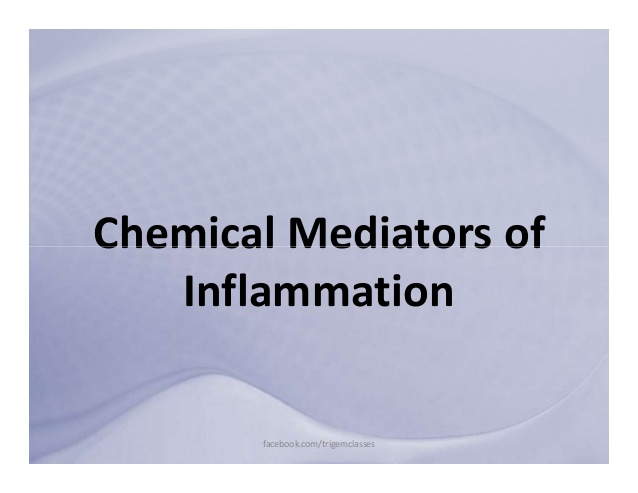 Chemical Mediators of
Inflammation
facebook.com/trigemclasses